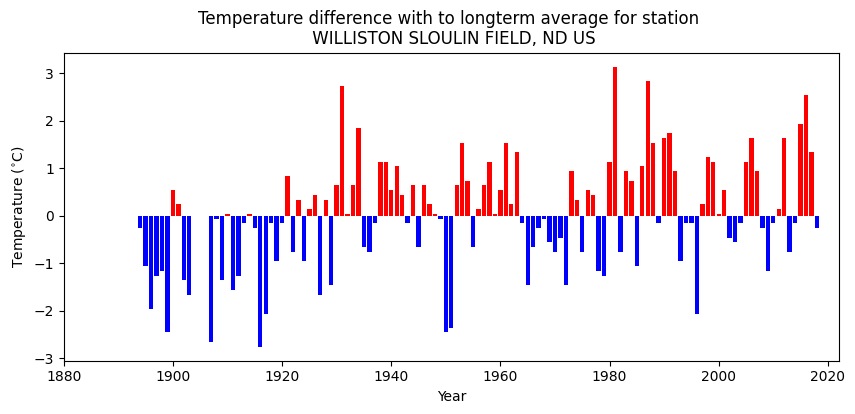 Temperature difference with to longterm average for station
WILLISTON SLOULIN FIELD, ND US
Temperature (°C)
3
2
1
0
−1
−2
−3
1880 1900 1920 1940 1960 1980 2000 2020
Year